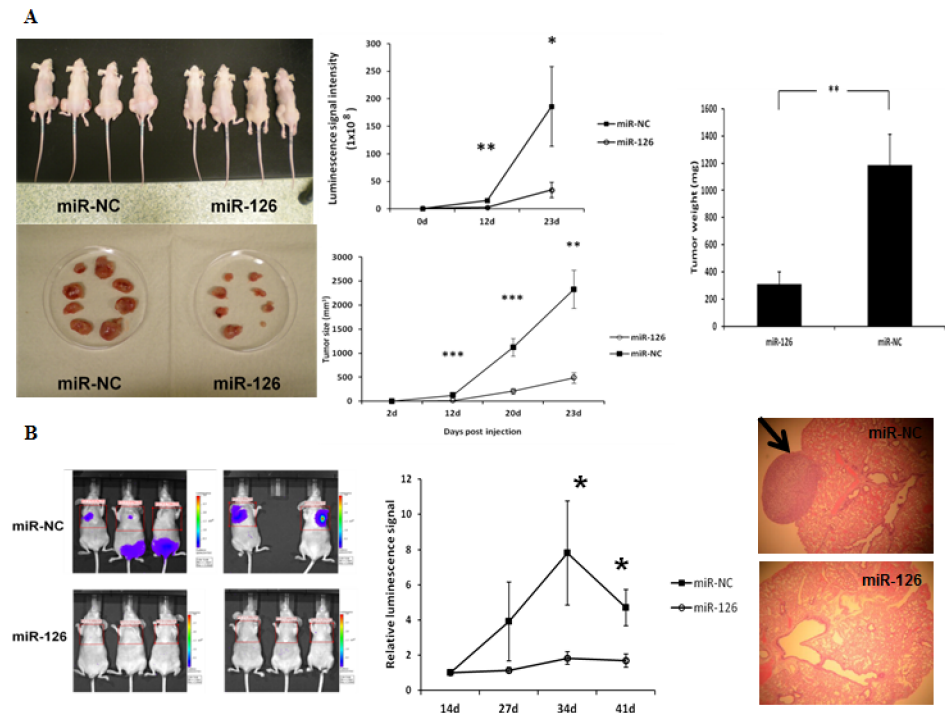 A
miR-NC
miR-126
miR-NC
miR-126
Luminescence signal intensity
(1x10 8)
300
250
200
150
100
50
0
**
*
miR-NC
miR-126
0d
12d
23d
Tumor size (mm³)
2500
2000
1500
1000
500
0
***
***
**
miR-126
miR-NC
2d
12d
20d
23d
Days post injection
Tumor weight (mg)
1600
1400
1200
1000
800
600
400
200
0
**
miR-126
miR-NC
B
miR-NC
miR-126
Relative luminescence signal
12
10
8
6
4
2
0
*
*
miR-NC
miR-126
14d
27d
34d
41d
miR-NC
miR-126